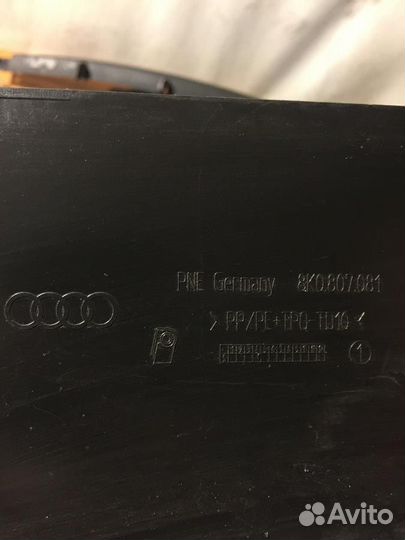 PNE Germany 8K0.807.081
> PP/PE+TPO-TD10 <
1
Avito